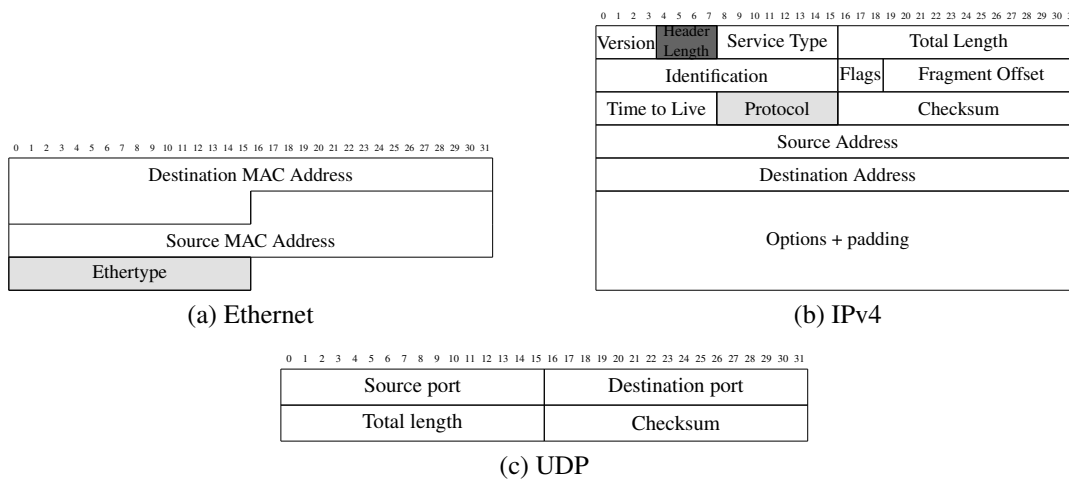 0 1 2 3 4 5 6 7 8 9 10 11 12 13 14 15 16 17 18 19 20 21 22 23 24 25 26 27 28 29 30
Version Header Length Service Type Total Length
Identification Flags Fragment Offset
Time to Live Protocol Checksum
Source Address
Destination Address
Options + padding
0 1 2 3 4 5 6 7 8 9 10 11 12 13 14 15 16 17 18 19 20 21 22 23 24 25 26 27 28 29 30 31
Destination MAC Address
Source MAC Address
Ethertype
(a) Ethernet
(b) IPv4
0 1 2 3 4 5 6 7 8 9 10 11 12 13 14 15 16 17 18 19 20 21 22 23 24 25 26 27 28 29 30 31
Source port Destination port
Total length Checksum
(c) UDP